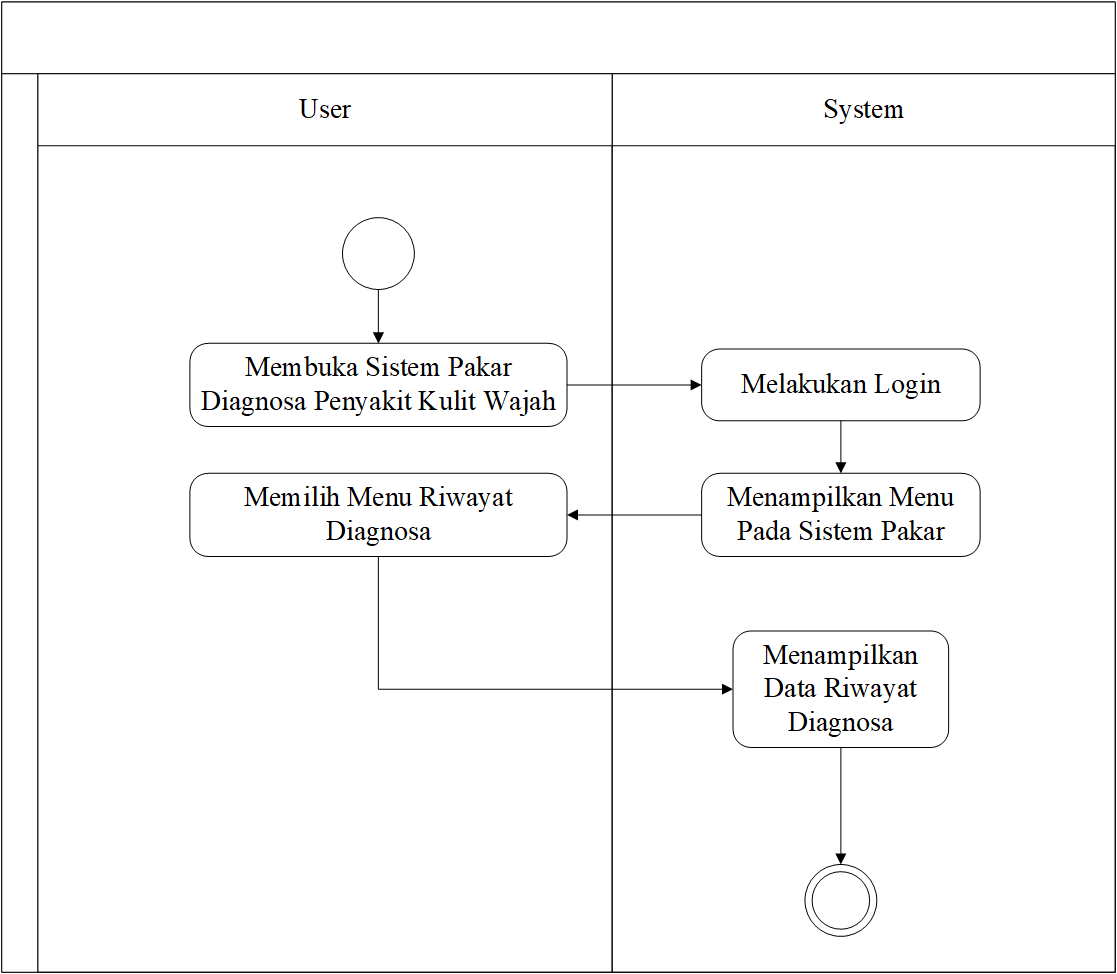 User
System
Membuka Sistem Pakar
Diagnosa Penyakit Kulit Wajah
Melakukan Login
Memilih Menu Riwayat
Diagnosa
Menampilkan Menu
Pada Sistem Pakar
Menampilkan
Data Riwayat
Diagnosa